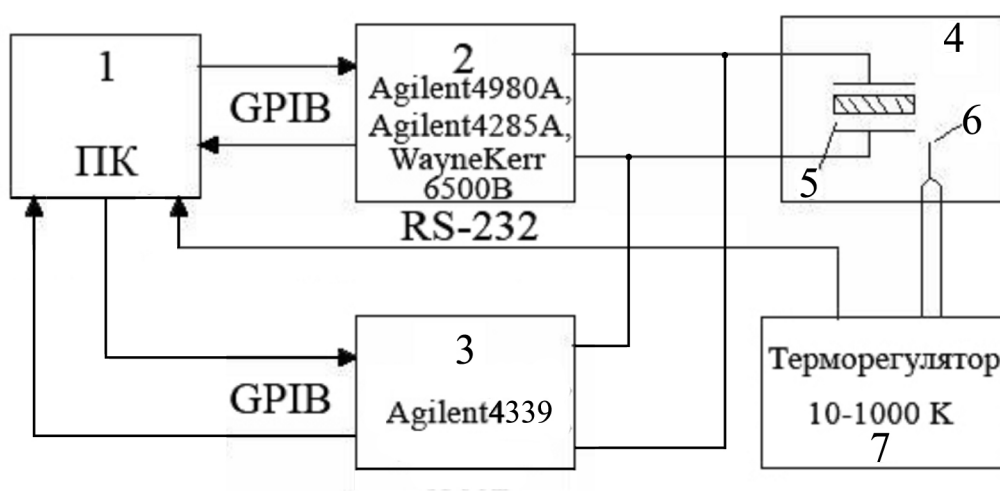 1
ПК
GPIB
2
Agilent4980A,
Agilent4285A,
WayneKerr
6500B
4
5
6
RS-232
GPIB
3
Agilent4339
Терморегулятор
10-1000 K
7